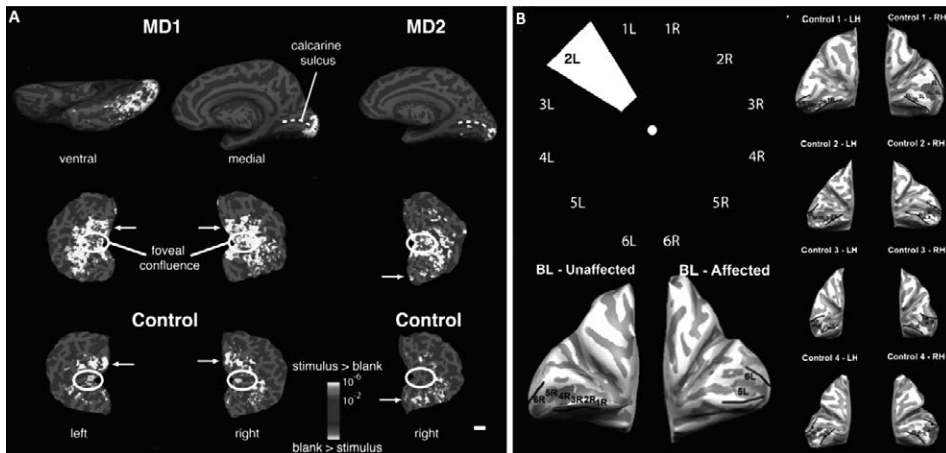 A
MD1
MD2
calcarine
sulcus
ventral
medial
foveal
confluence
Control
Control
stimulus > blank
10-6
10-2
blank > stimulus
left
right
right
B
1L
1R
2L
2R
3L
3R
4L
4R
5L
5R
6L
6R
BL - Unaffected
BL - Affected
6R
5R
4R
3R
2R
1R
6L
5L
Control 1 - LH
Control 1 - RH
Control 2 - LH
Control 2 - RH
Control 3 - LH
Control 3 - RH
Control 4 - LH
Control 4 - RH